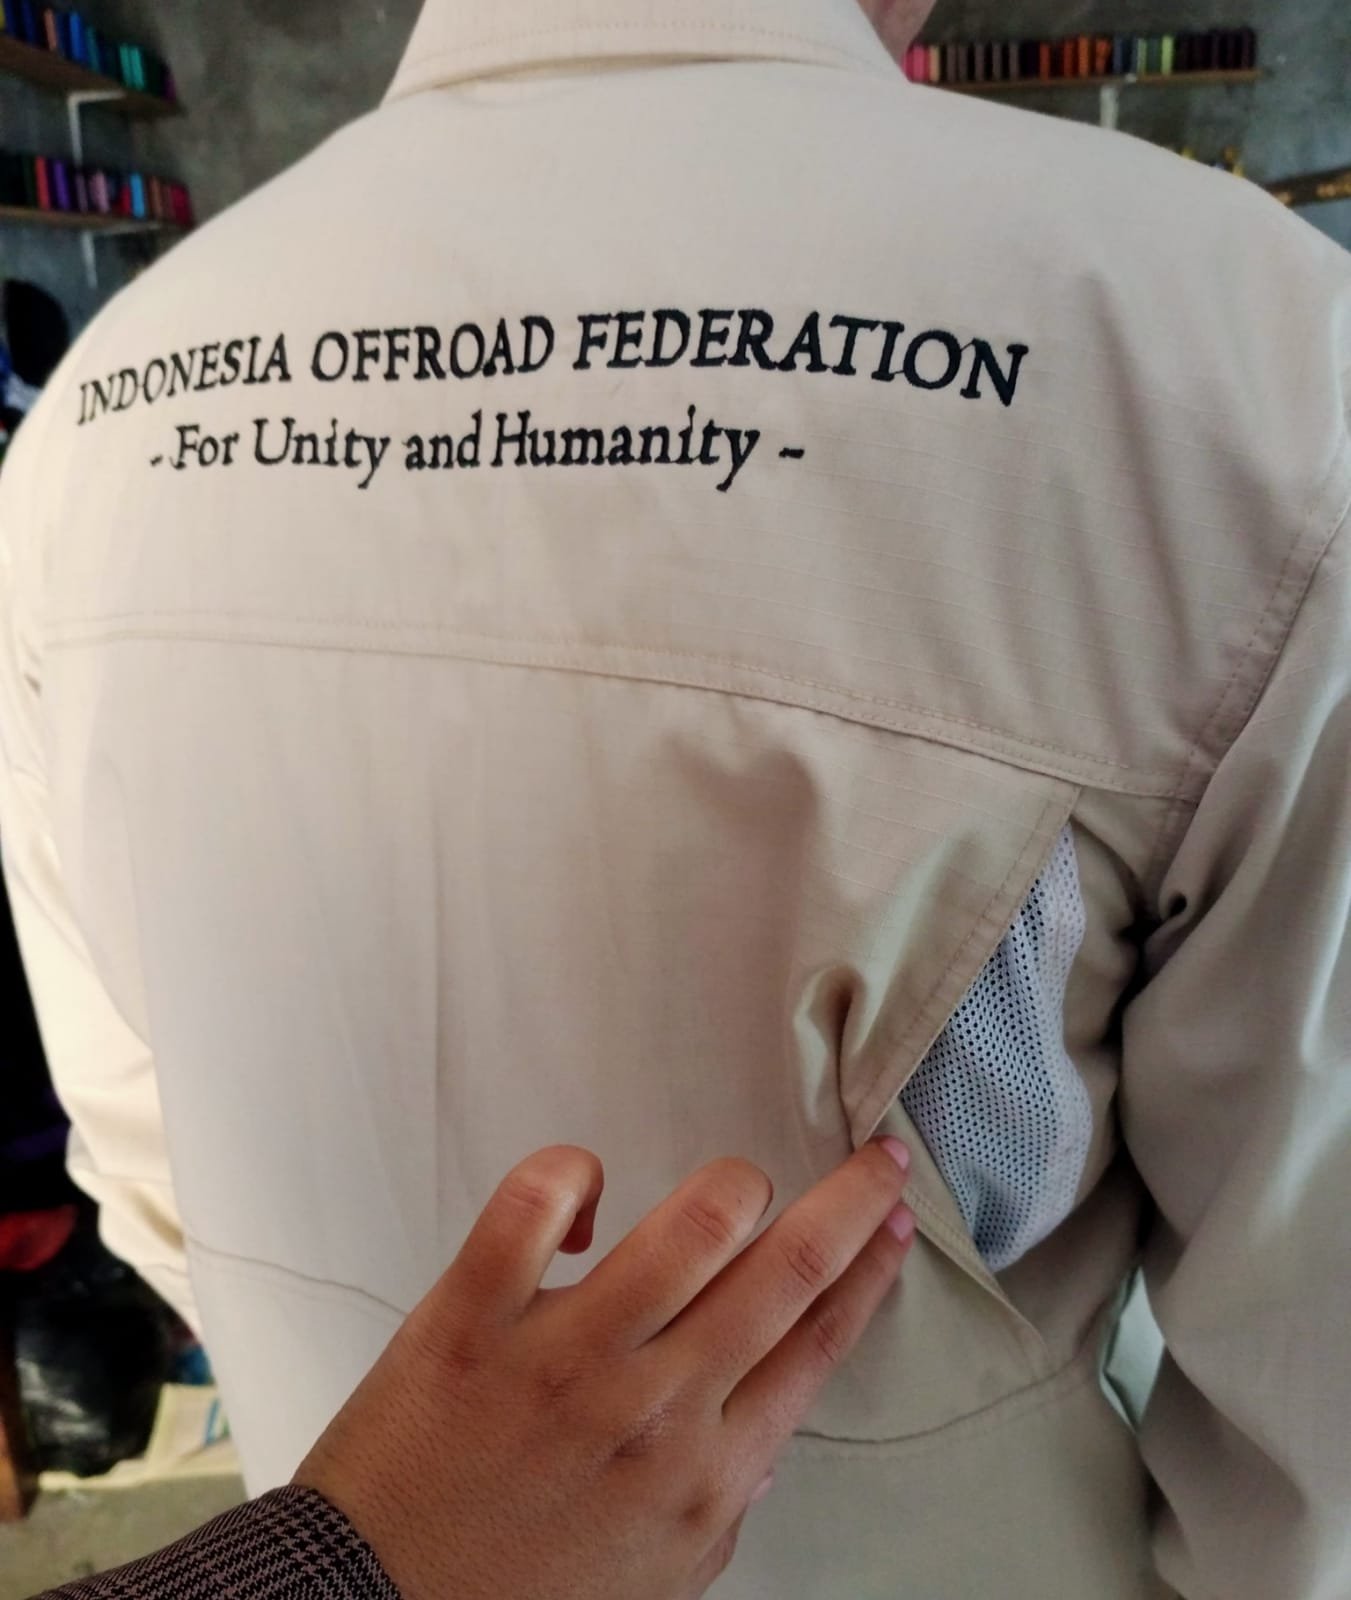 INDONESIA OFFROAD FEDERATION
- For Unity and Humanity -